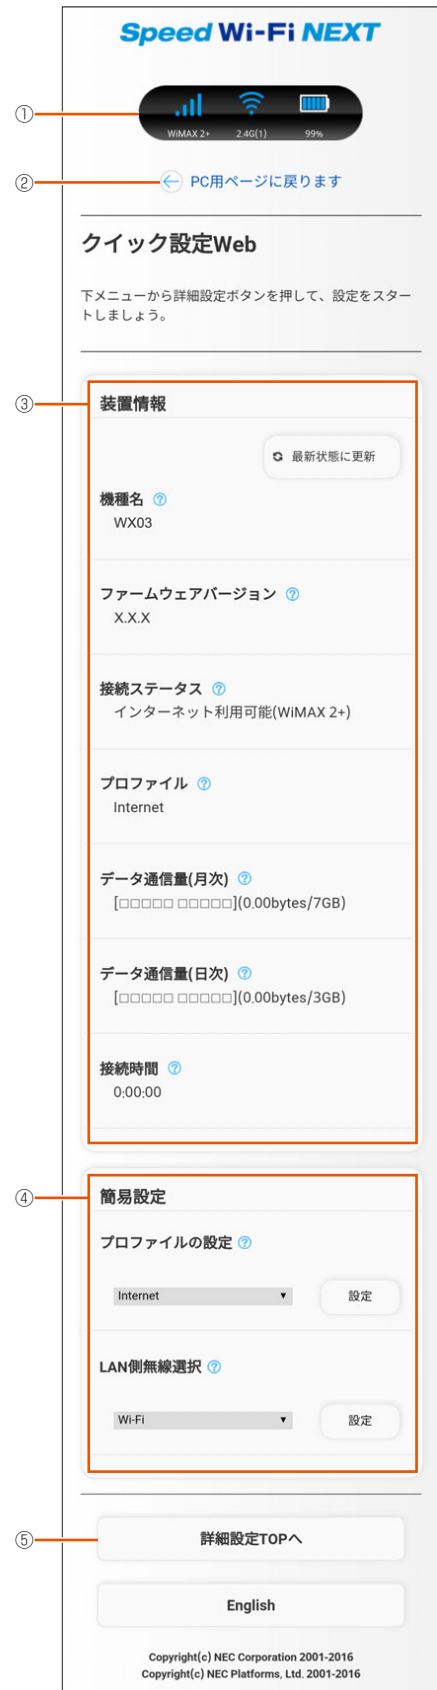 Speed Wi-Fi NEXT
①
WiMAX 2+ 2.4G(1) 99%
② PC用ページに戻ります
クイック設定Web
下メニューから詳細設定ボタンを押して、設定をスター
トしましょう。
③ 装置情報
最新状態に更新
機種名 ?
WX03
ファームウェアバージョン ?
X.X.X
接続ステータス ?
インターネット利用可能(WiMAX 2+)
プロファイル ?
Internet
データ通信量(月次) ?
[□□□□□ □□□□□](0.00bytes/7GB)
データ通信量(日次) ?
[□□□□□ □□□□□](0.00bytes/3GB)
接続時間 ?
0:00:00
④ 簡易設定
プロファイルの設定 ?
Internet ▼ 設定
LAN側無線選択 ?
Wi-Fi ▼ 設定
⑤ 詳細設定TOPへ
English
Copyright(c) NEC Corporation 2001-2016
Copyright(c) NEC Platforms, Ltd. 2001-2016